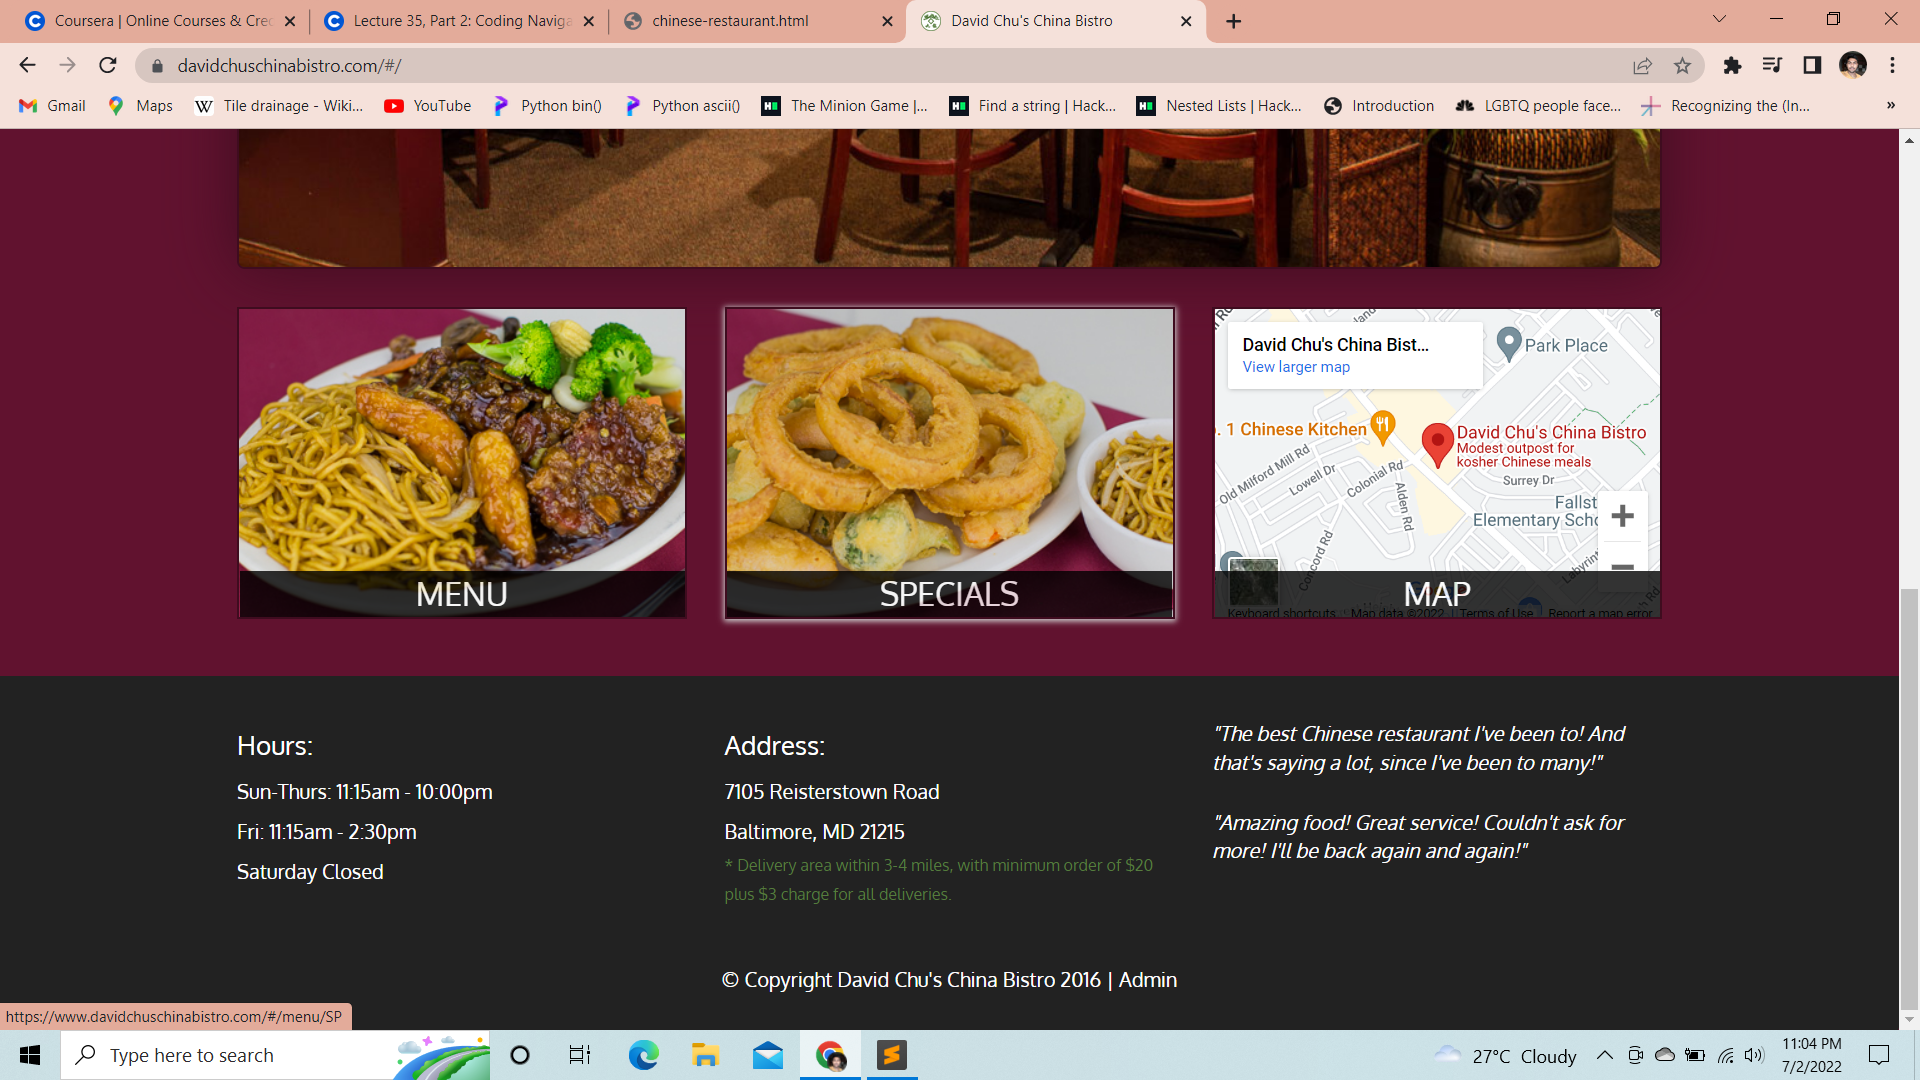 Coursera | Online Courses & Cre
Lecture 35, Part 2: Coding Naviga
chinese-restaurant.html
David Chu's China Bistro
davidchuschinabistro.com/#/
Gmail
Maps
W Tile drainage - Wiki...
YouTube
Python bin()
Python ascii()
The Minion Game |...
Find a string | Hack...
Nested Lists | Hack...
Introduction
LGBTQ people face...
Recognizing the (In...
»
MENU
SPECIALS
David Chu's China Bist...
View larger map
Park Place
. 1 Chinese Kitchen
David Chu's China Bistro
Modest outpost for
kosher Chinese meals
Old Milford Mill Rd
Lowell Dr
Colonial Rd
Alden Rd
Surrey Dr
Concord Rd
Fallst
Elementary Scho
Labyrin
MAP
Keyboard shortcuts
Map data ©2022
Terms of Use
Report a map error
Hours:
Sun-Thurs: 11:15am - 10:00pm
Fri: 11:15am - 2:30pm
Saturday Closed
Address:
7105 Reisterstown Road
Baltimore, MD 21215
* Delivery area within 3-4 miles, with minimum order of $20
plus $3 charge for all deliveries.
"The best Chinese restaurant I've been to! And
that's saying a lot, since I've been to many!"
"Amazing food! Great service! Couldn't ask for
more! I'll be back again and again!"
© Copyright David Chu's China Bistro 2016 | Admin
https://www.davidchuschinabistro.com/#/menu/SP
Type here to search
27°C Cloudy
11:04 PM
7/2/2022